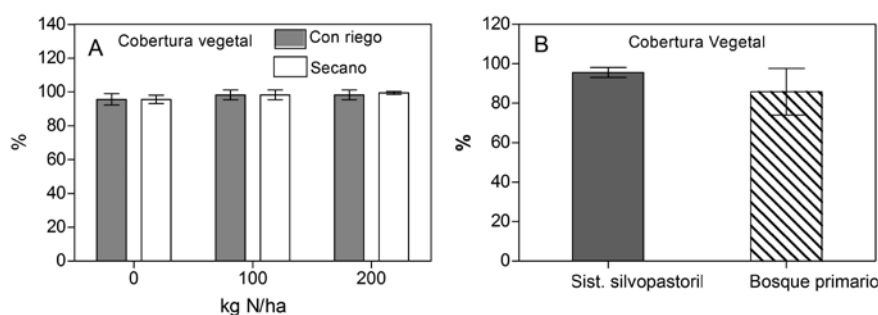 A
Cobertura vegetal
Con riego
Secano
%
140
120
100
80
60
40
20
0
0
100
200
kg N/ha
B
Cobertura Vegetal
%
120
100
80
60
40
20
0
Sist. silvopastoril
Bosque primario